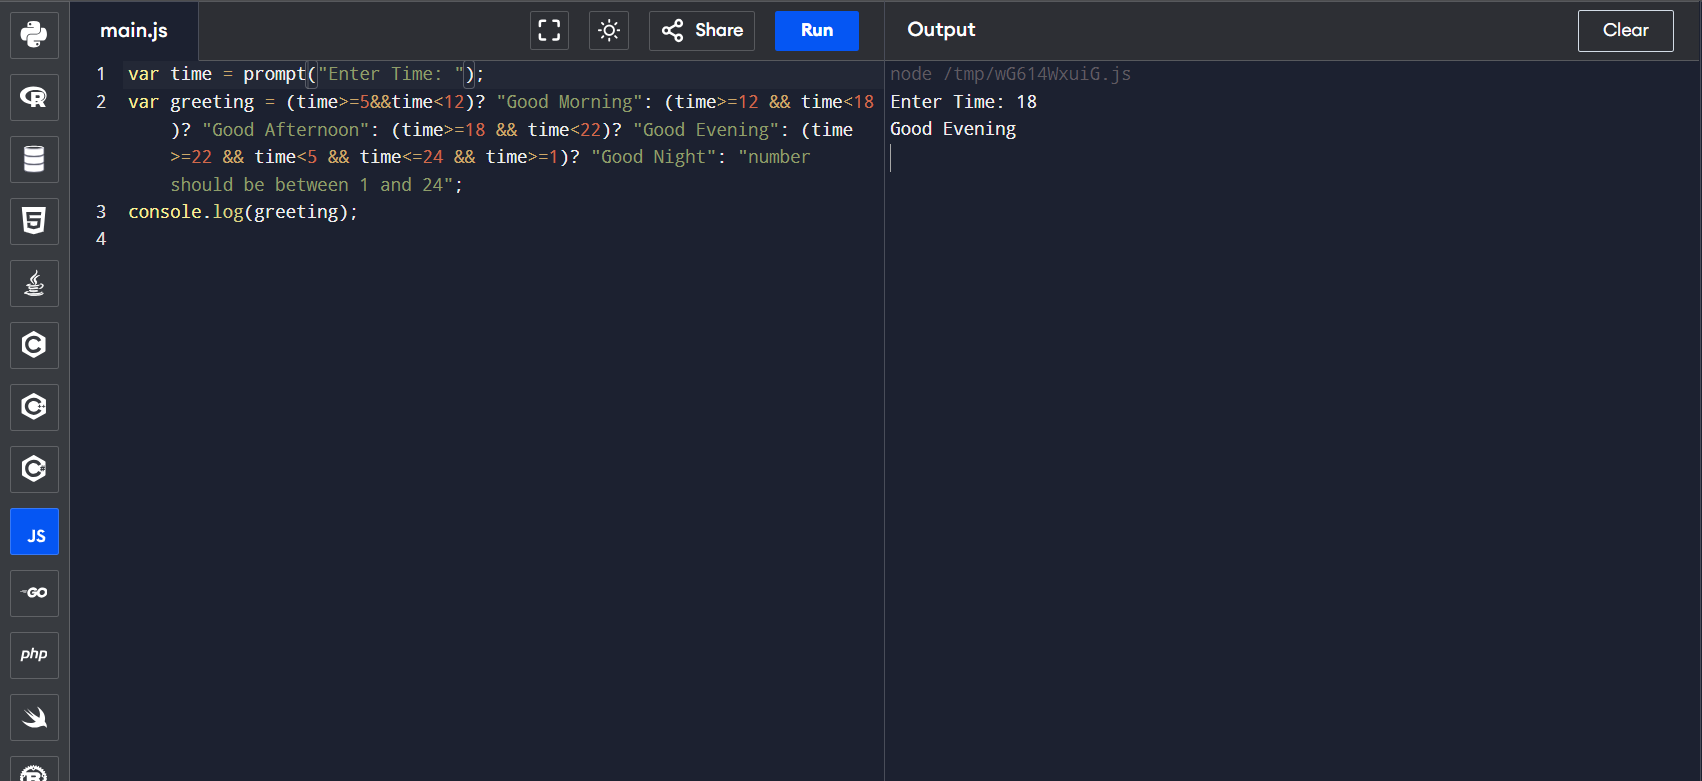 main.js
Share
Run
Output
Clear
1 var time = prompt("Enter Time: ");
2 var greeting = (time>=5&&time<12)? "Good Morning": (time>=12 && time<18
)? "Good Afternoon": (time>=18 && time<22)? "Good Evening": (time
>=22 && time<5 && time<=24 && time>=1)? "Good Night": "number
should be between 1 and 24";
3 console.log(greeting);
4
node /tmp/wG614WxuiG.js
Enter Time: 18
Good Evening
R
5
C
C++
C#
JS
GO
php
R